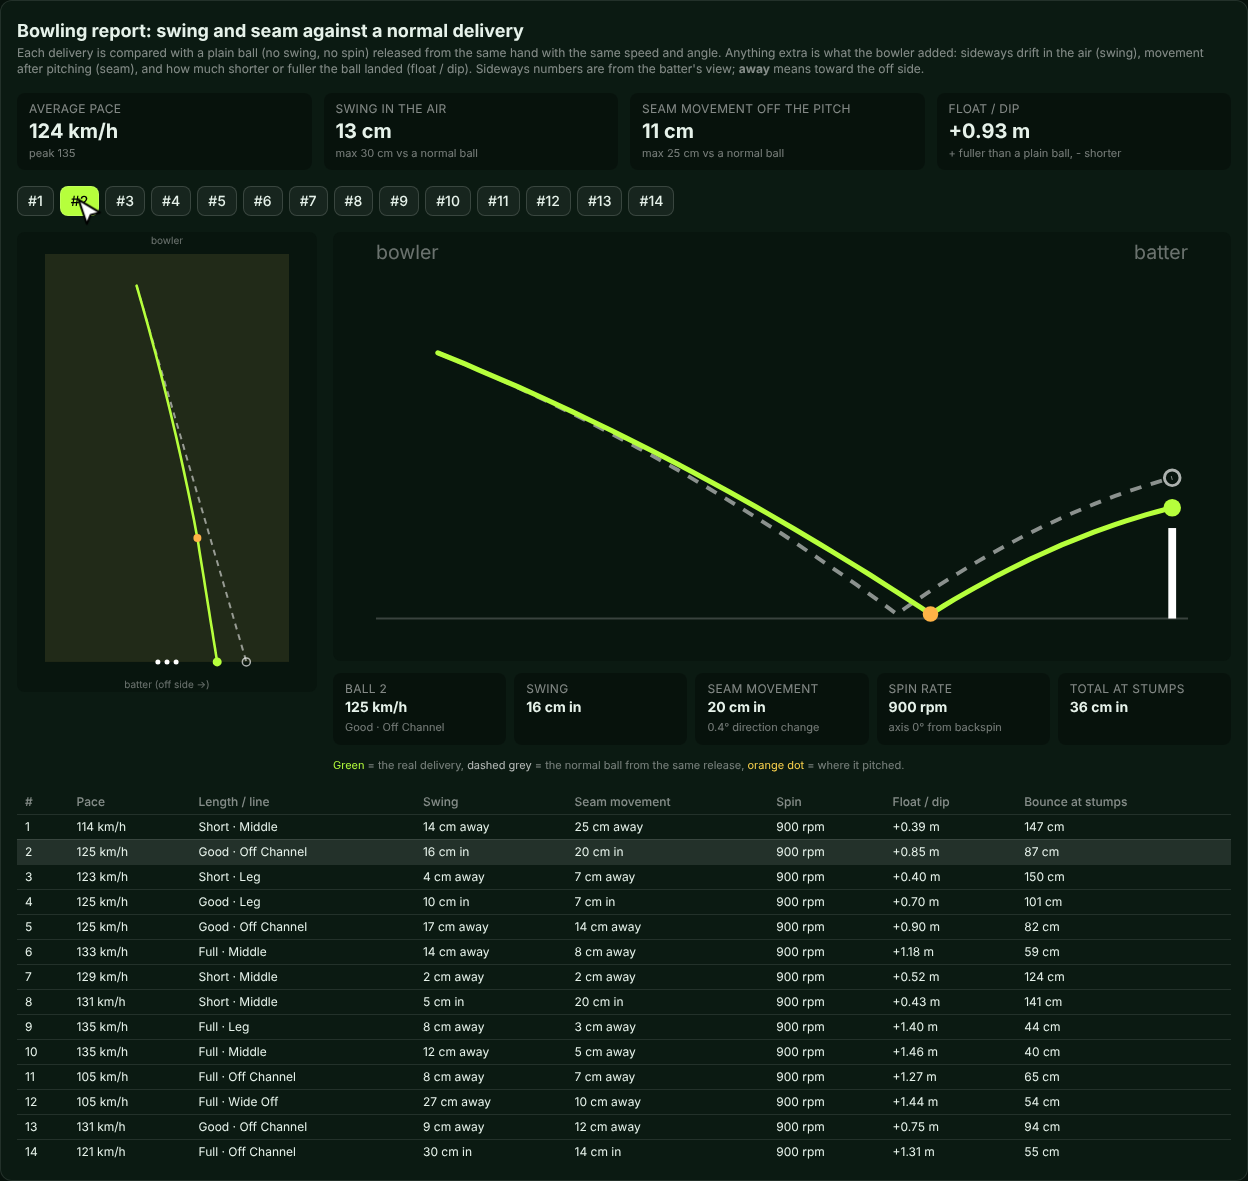 Bowling report: swing and seam against a normal delivery
Each delivery is compared with a plain ball (no swing, no spin) released from the same hand with the same speed and angle. Anything extra is what the bowler added: sideways drift in the air (swing), movement
after pitching (seam), and how much shorter or fuller the ball landed (float / dip). Sideways numbers are from the batter's view; away means toward the off side.
AVERAGE PACE
124 km/h
peak 135
SWING IN THE AIR
13 cm
max 30 cm vs a normal ball
SEAM MOVEMENT OFF THE PITCH
11 cm
max 25 cm vs a normal ball
FLOAT / DIP
+0.93 m
+ fuller than a plain ball, - shorter
#1 #2 #3 #4 #5 #6 #7 #8 #9 #10 #11 #12 #13 #14
bowler
batter (off side →)
bowler batter
BALL 2
125 km/h
Good · Off Channel
SWING
16 cm in
SEAM MOVEMENT
20 cm in
0.4° direction change
SPIN RATE
900 rpm
axis 0° from backspin
TOTAL AT STUMPS
36 cm in
Green = the real delivery, dashed grey = the normal ball from the same release, orange dot = where it pitched.
# Pace Length / line Swing Seam movement Spin Float / dip Bounce at stumps
1 114 km/h Short · Middle 14 cm away 25 cm away 900 rpm +0.39 m 147 cm
2 125 km/h Good · Off Channel 16 cm in 20 cm in 900 rpm +0.85 m 87 cm
3 123 km/h Short · Leg 4 cm away 7 cm away 900 rpm +0.40 m 150 cm
4 125 km/h Good · Leg 10 cm in 7 cm in 900 rpm +0.70 m 101 cm
5 125 km/h Good · Off Channel 17 cm away 14 cm away 900 rpm +0.90 m 82 cm
6 133 km/h Full · Middle 14 cm away 8 cm away 900 rpm +1.18 m 59 cm
7 129 km/h Short · Middle 2 cm away 2 cm away 900 rpm +0.52 m 124 cm
8 131 km/h Short · Middle 5 cm in 20 cm in 900 rpm +0.43 m 141 cm
9 135 km/h Full · Leg 8 cm away 3 cm away 900 rpm +1.40 m 44 cm
10 135 km/h Full · Middle 12 cm away 5 cm away 900 rpm +1.46 m 40 cm
11 105 km/h Full · Off Channel 8 cm away 7 cm away 900 rpm +1.27 m 65 cm
12 105 km/h Full · Wide Off 27 cm away 10 cm away 900 rpm +1.44 m 54 cm
13 131 km/h Good · Off Channel 9 cm away 12 cm away 900 rpm +0.75 m 94 cm
14 121 km/h Full · Off Channel 30 cm in 14 cm in 900 rpm +1.31 m 55 cm